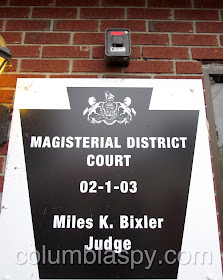 MAGISTERIAL DISTRICT
COURT
02-1-03
Miles K. Bixler
Judge
columbiaspy.com